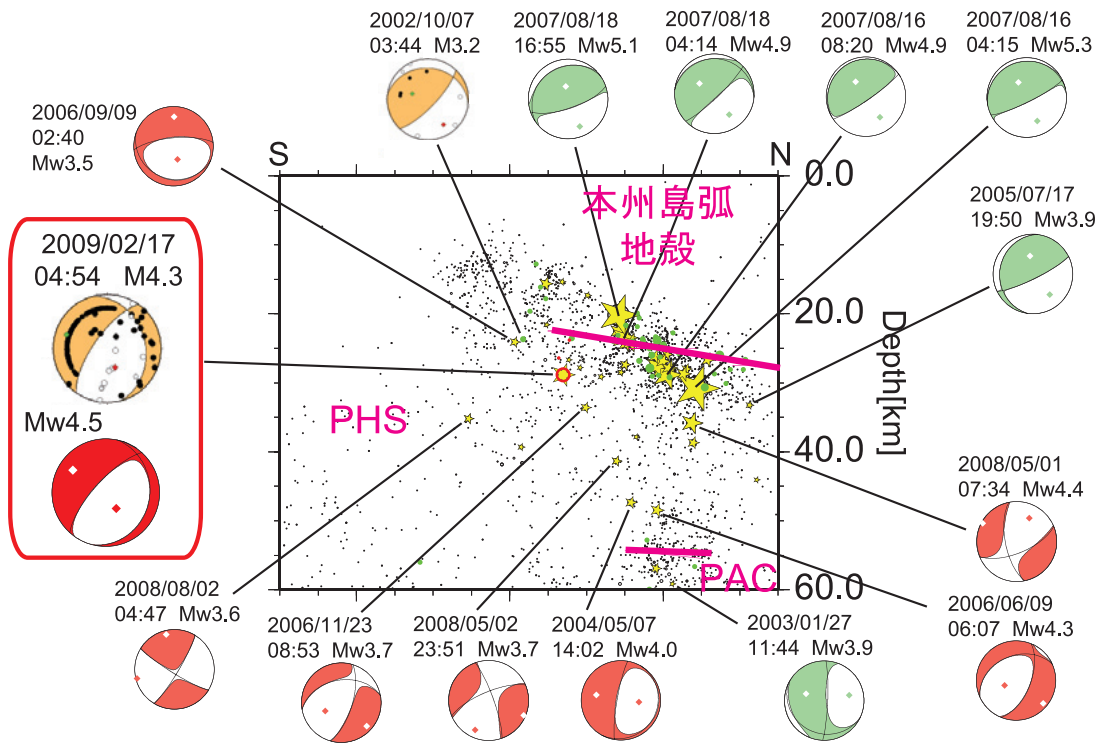 2002/10/07
03:44 M3.2
2007/08/18
16:55 Mw5.1
2007/08/18
04:14 Mw4.9
2007/08/16
08:20 Mw4.9
2007/08/16
04:15 Mw5.3
2006/09/09
02:40
Mw3.5
S
N
0.0
20.0
40.0
60.0
Depth[km]
本州島弧
地殻
PHS
PAC
2005/07/17
19:50 Mw3.9
2009/02/17
04:54 M4.3
Mw4.5
2008/05/01
07:34 Mw4.4
2008/08/02
04:47 Mw3.6
2006/11/23
08:53 Mw3.7
2008/05/02
23:51 Mw3.7
2004/05/07
14:02 Mw4.0
2003/01/27
11:44 Mw3.9
2006/06/09
06:07 Mw4.3